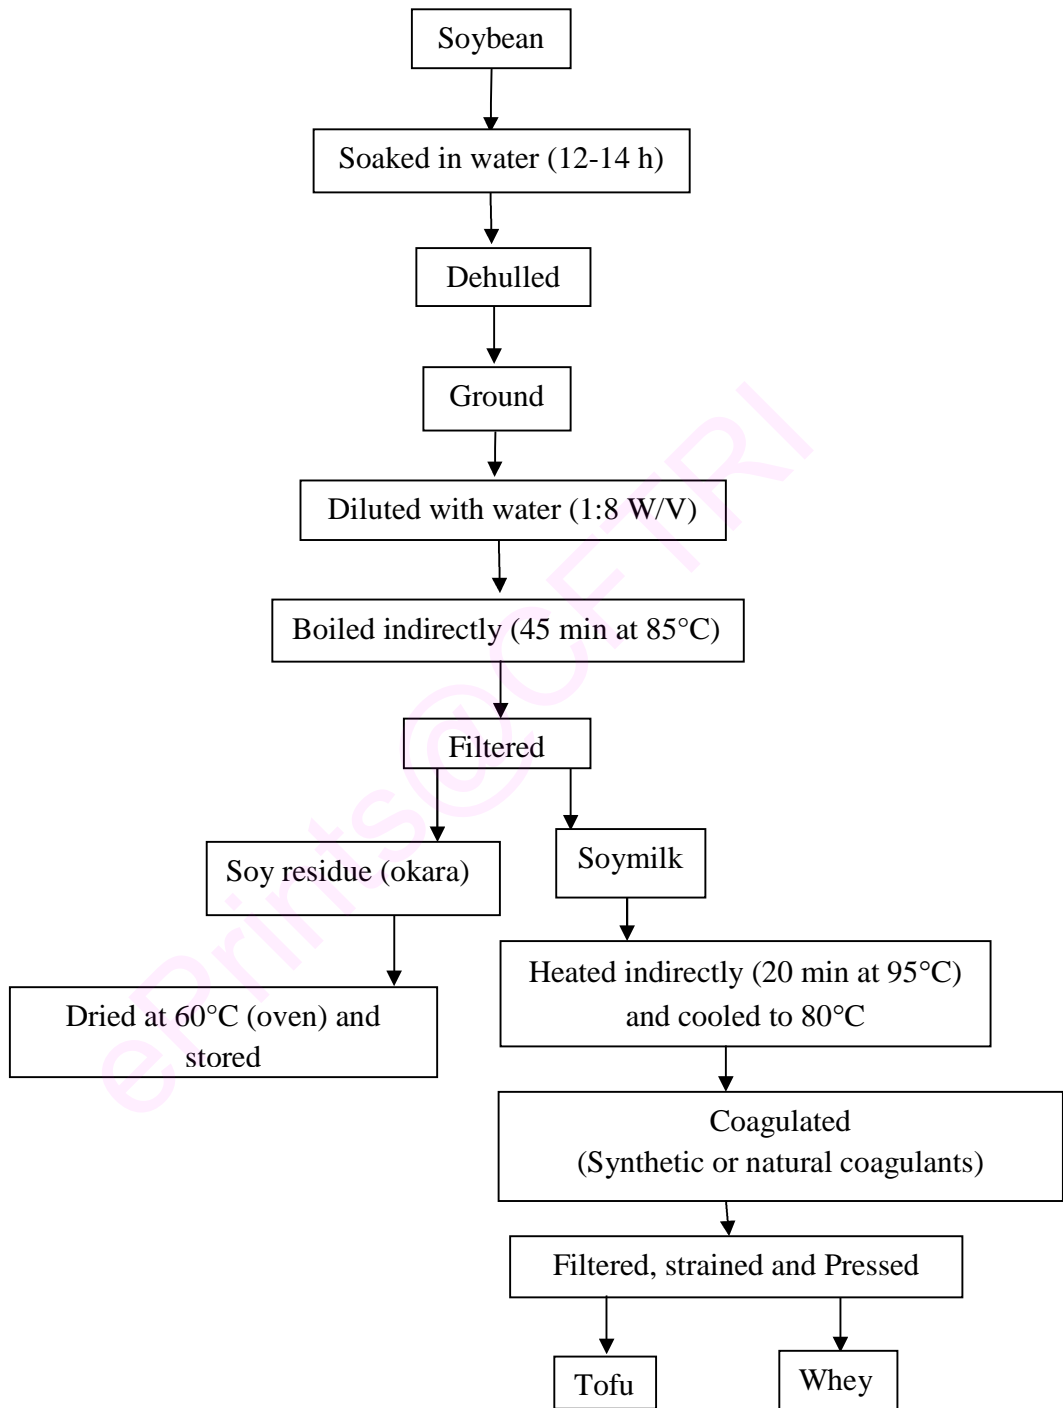 Soybean
Soaked in water (12-14 h)
Dehulled
Ground
Diluted with water (1:8 W/V)
Boiled indirectly (45 min at 85°C)
Filtered
Soy residue (okara)
Soymilk
Heated indirectly (20 min at 95°C)
and cooled to 80°C
Dried at 60°C (oven) and
stored
Coagulated
(Synthetic or natural coagulants)
Filtered, strained and Pressed
Tofu
Whey
ePrints@CFTRI